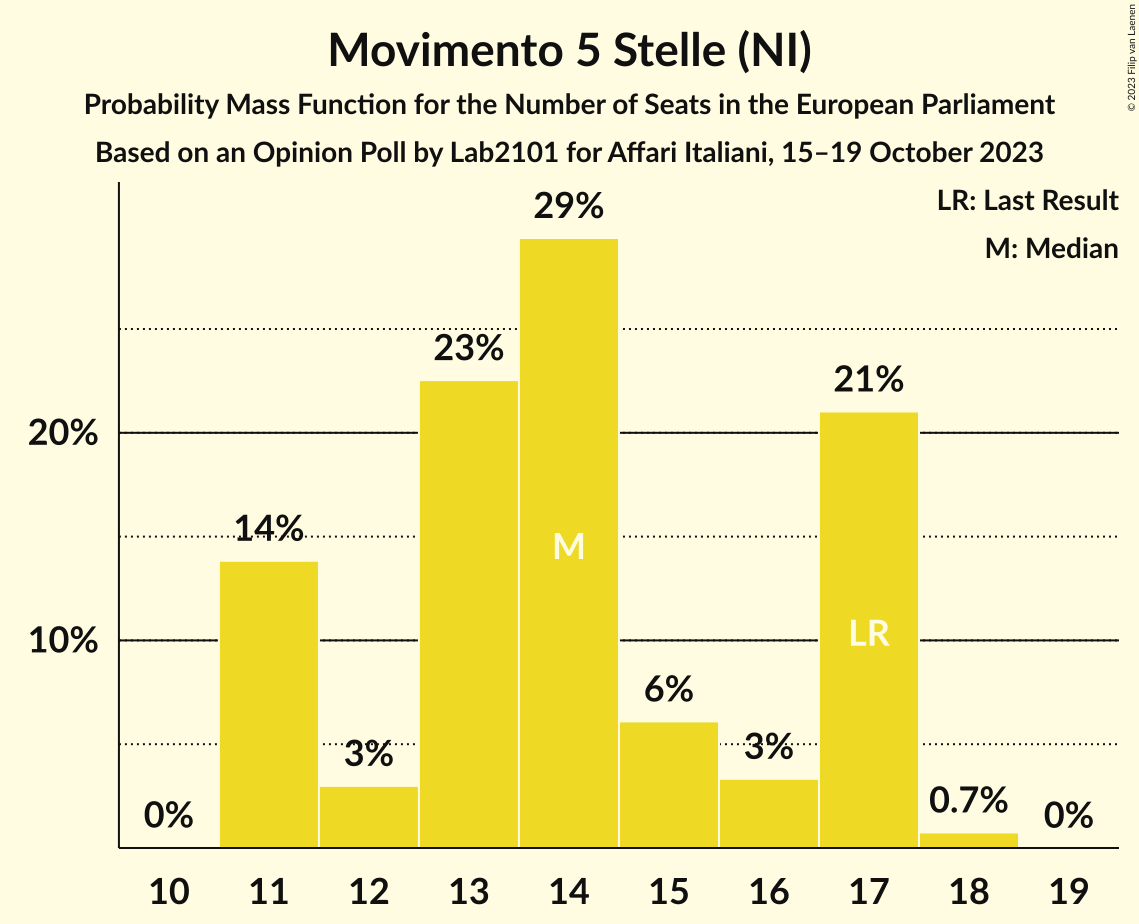 Movimento 5 Stelle (NI)
Probability Mass Function for the Number of Seats in the European Parliament
Based on an Opinion Poll by Lab2101 for Affari Italiani, 15–19 October 2023
© 2023 Filip van Laenen
LR: Last Result
M: Median
29%
23%
21%
20%
14%
M
LR
10%
6%
3%
3%
0.7%
0%
0%
10 11 12 13 14 15 16 17 18 19